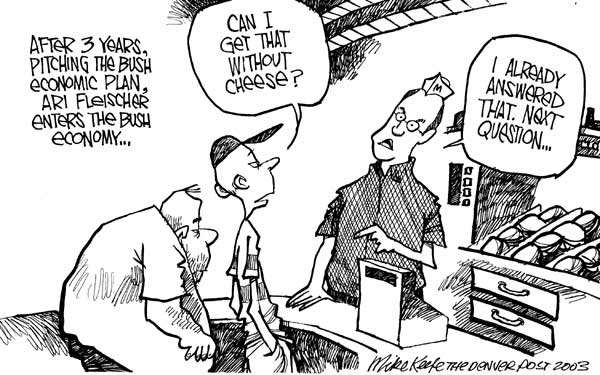 AFTER 3 YEARS,
PITCHING THE BUSH
ECONOMIC PLAN,
ARI FLEISCHER
ENTERS THE BUSH
ECONOMY...
CAN I
GET THAT
WITHOUT
CHEESE?
M
I ALREADY
ANSWERED
THAT. NEXT
QUESTION...
Mike Keefe THE DENVER POST 2003